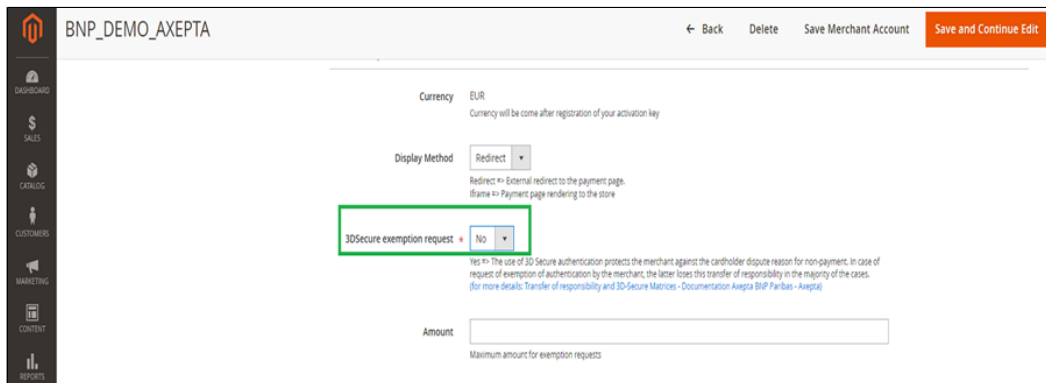 BNP_DEMO_AXEPTA
← Back Delete Save Merchant Account Save and Continue Edit
DASHBOARD
SALES
CATALOG
CUSTOMERS
MARKETING
CONTENT
REPORTS
Currency EUR
Currency will be come after registration of your activation key
Display Method Redirect
Redirect => External redirect to the payment page.
Iframe => Payment page rendering to the store
3DSecure exemption request * No
Yes => The use of 3D Secure authentication protects the merchant against the cardholder dispute reason for non-payment. In case of
request of exemption of authentication by the merchant, the latter loses this transfer of responsibility in the majority of the cases.
(for more details: Transfer of responsibility and 3D-Secure Matrices - Documentation Axepta BNP Paribas - Axepta)
Amount
Maximum amount for exemption requests